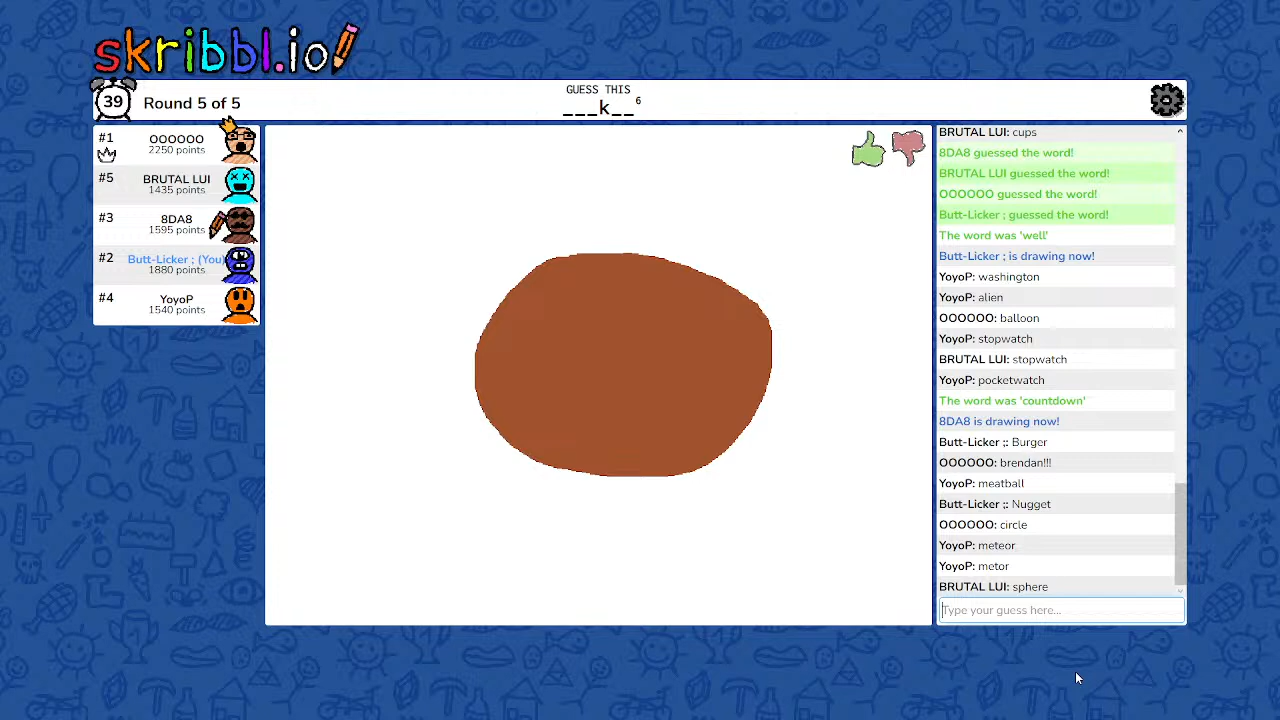 skribbl.io
39
Round 5 of 5
GUESS THIS
___k__6
#1
OOOOOO
2250 points
#5
BRUTAL LUI
1435 points
#3
8DA8
1595 points
#2
Butt-Licker ; (You)
1880 points
#4
YoyoP
1540 points
BRUTAL LUI: cups
8DA8 guessed the word!
BRUTAL LUI guessed the word!
OOOOOO guessed the word!
Butt-Licker ; guessed the word!
The word was 'well'
Butt-Licker ; is drawing now!
YoyoP: washington
YoyoP: alien
OOOOOO: balloon
YoyoP: stopwatch
BRUTAL LUI: stopwatch
YoyoP: pocketwatch
The word was 'countdown'
8DA8 is drawing now!
Butt-Licker ;: Burger
OOOOOO: brendan!!!
YoyoP: meatball
Butt-Licker ;: Nugget
OOOOOO: circle
YoyoP: meteor
YoyoP: metor
BRUTAL LUI: sphere
Type your guess here...